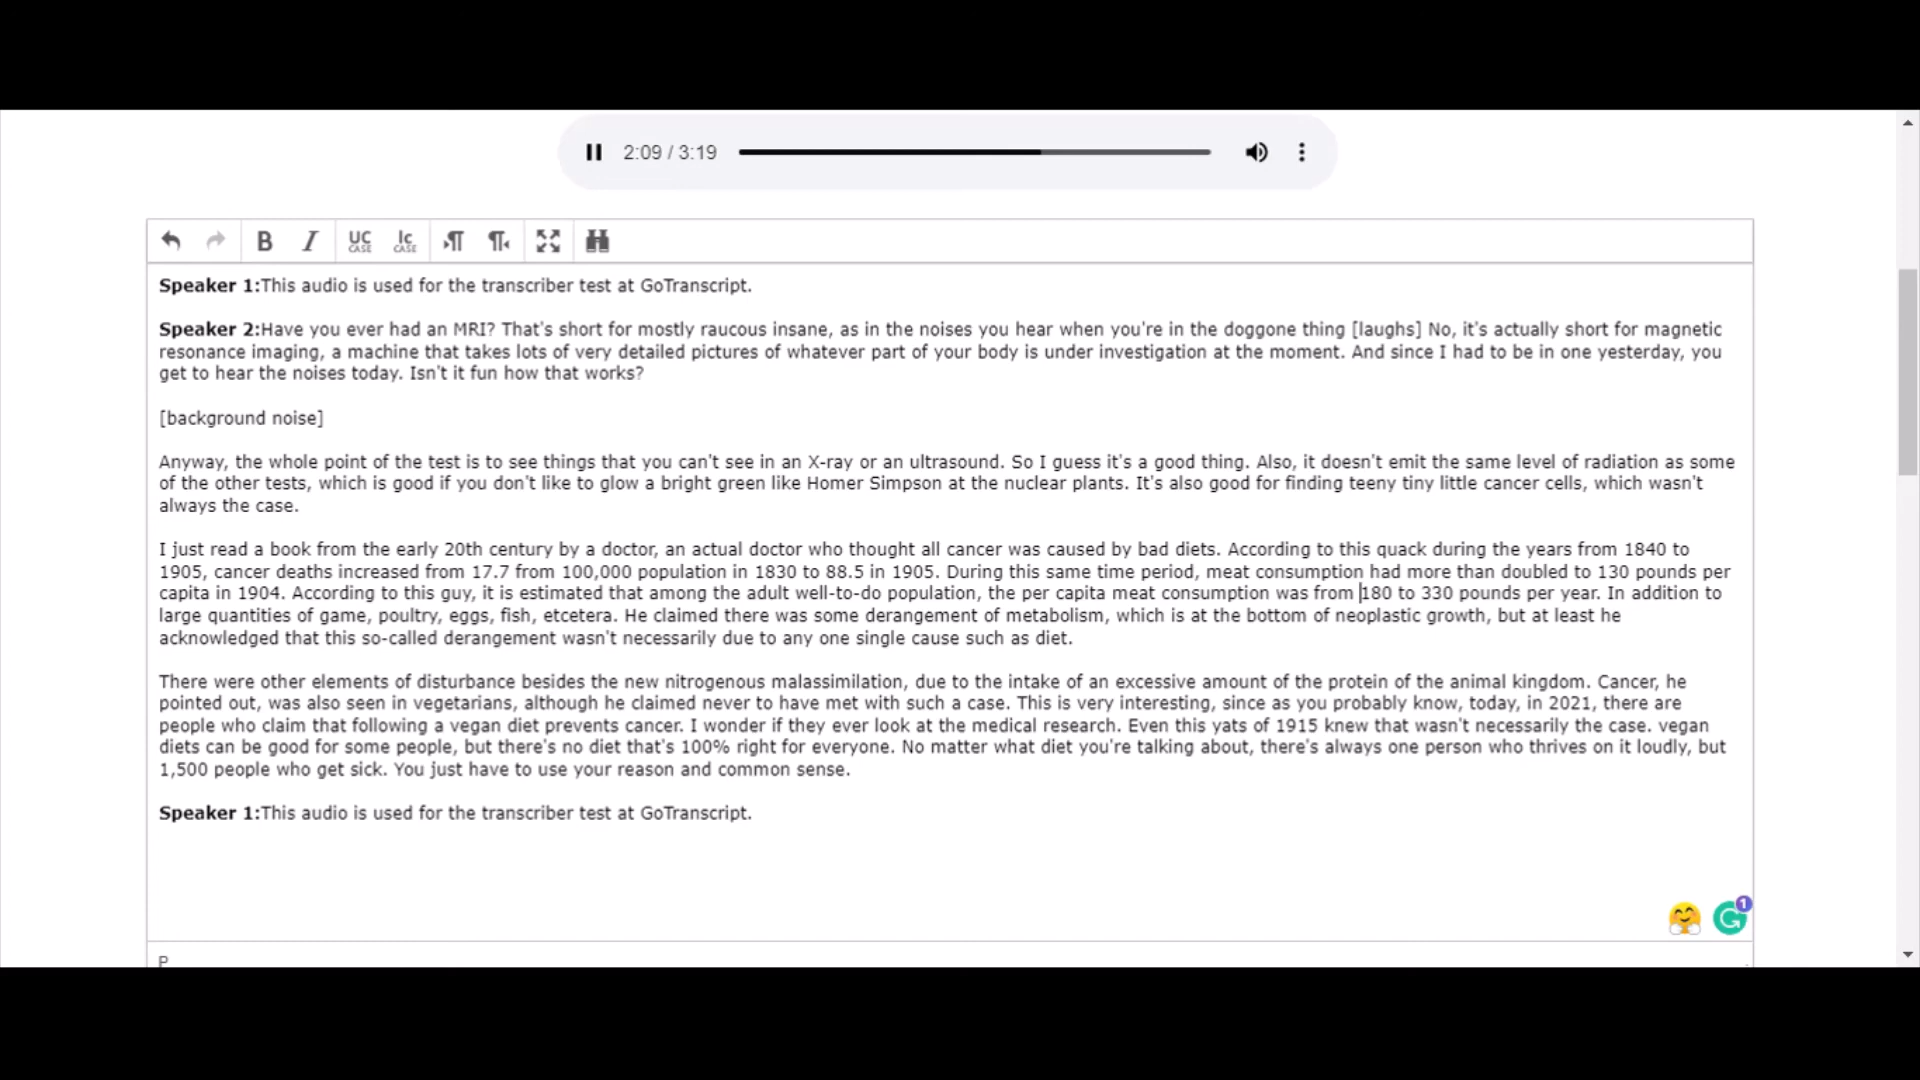 2:09 / 3:19
B I UC CASE lc CASE
Speaker 1:This audio is used for the transcriber test at GoTranscript.
Speaker 2:Have you ever had an MRI? That's short for mostly raucous insane, as in the noises you hear when you're in the doggone thing [laughs] No, it's actually short for magnetic
resonance imaging, a machine that takes lots of very detailed pictures of whatever part of your body is under investigation at the moment. And since I had to be in one yesterday, you
get to hear the noises today. Isn't it fun how that works?
[background noise]
Anyway, the whole point of the test is to see things that you can't see in an X-ray or an ultrasound. So I guess it's a good thing. Also, it doesn't emit the same level of radiation as some
of the other tests, which is good if you don't like to glow a bright green like Homer Simpson at the nuclear plants. It's also good for finding teeny tiny little cancer cells, which wasn't
always the case.
I just read a book from the early 20th century by a doctor, an actual doctor who thought all cancer was caused by bad diets. According to this quack during the years from 1840 to
1905, cancer deaths increased from 17.7 from 100,000 population in 1830 to 88.5 in 1905. During this same time period, meat consumption had more than doubled to 130 pounds per
capita in 1904. According to this guy, it is estimated that among the adult well-to-do population, the per capita meat consumption was from 180 to 330 pounds per year. In addition to
large quantities of game, poultry, eggs, fish, etcetera. He claimed there was some derangement of metabolism, which is at the bottom of neoplastic growth, but at least he
acknowledged that this so-called derangement wasn't necessarily due to any one single cause such as diet.
There were other elements of disturbance besides the new nitrogenous malassimilation, due to the intake of an excessive amount of the protein of the animal kingdom. Cancer, he
pointed out, was also seen in vegetarians, although he claimed never to have met with such a case. This is very interesting, since as you probably know, today, in 2021, there are
people who claim that following a vegan diet prevents cancer. I wonder if they ever look at the medical research. Even this yats of 1915 knew that wasn't necessarily the case. vegan
diets can be good for some people, but there's no diet that's 100% right for everyone. No matter what diet you're talking about, there's always one person who thrives on it loudly, but
1,500 people who get sick. You just have to use your reason and common sense.
Speaker 1:This audio is used for the transcriber test at GoTranscript.
1
P